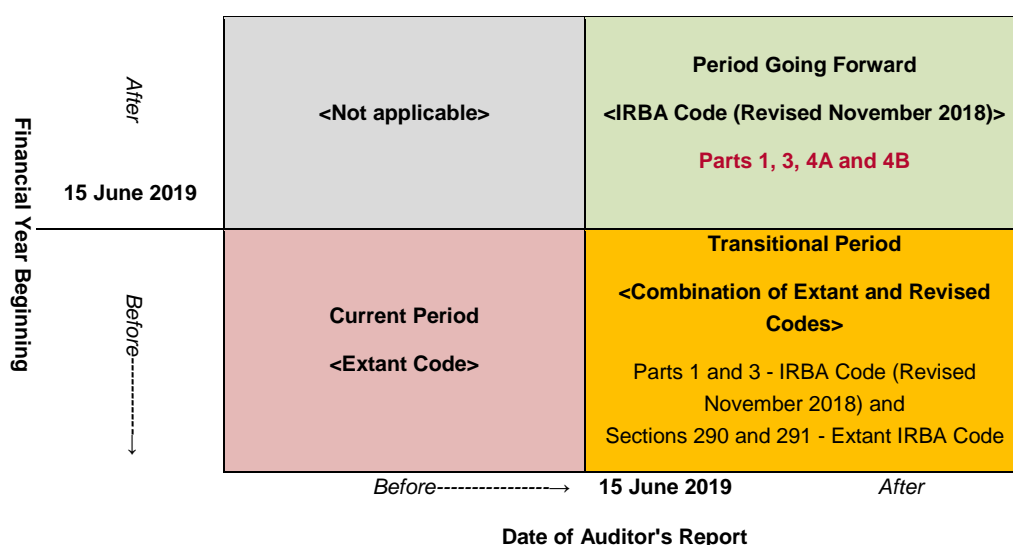 Financial Year Beginning
After
15 June 2019
Before-----------→
<Not applicable>
Period Going Forward
<IRBA Code (Revised November 2018)>
Parts 1, 3, 4A and 4B
Current Period
<Extant Code>
Transitional Period
<Combination of Extant and Revised
Codes>
Parts 1 and 3 - IRBA Code (Revised
November 2018) and
Sections 290 and 291 - Extant IRBA Code
Before----------------→ 15 June 2019 After
Date of Auditor's Report